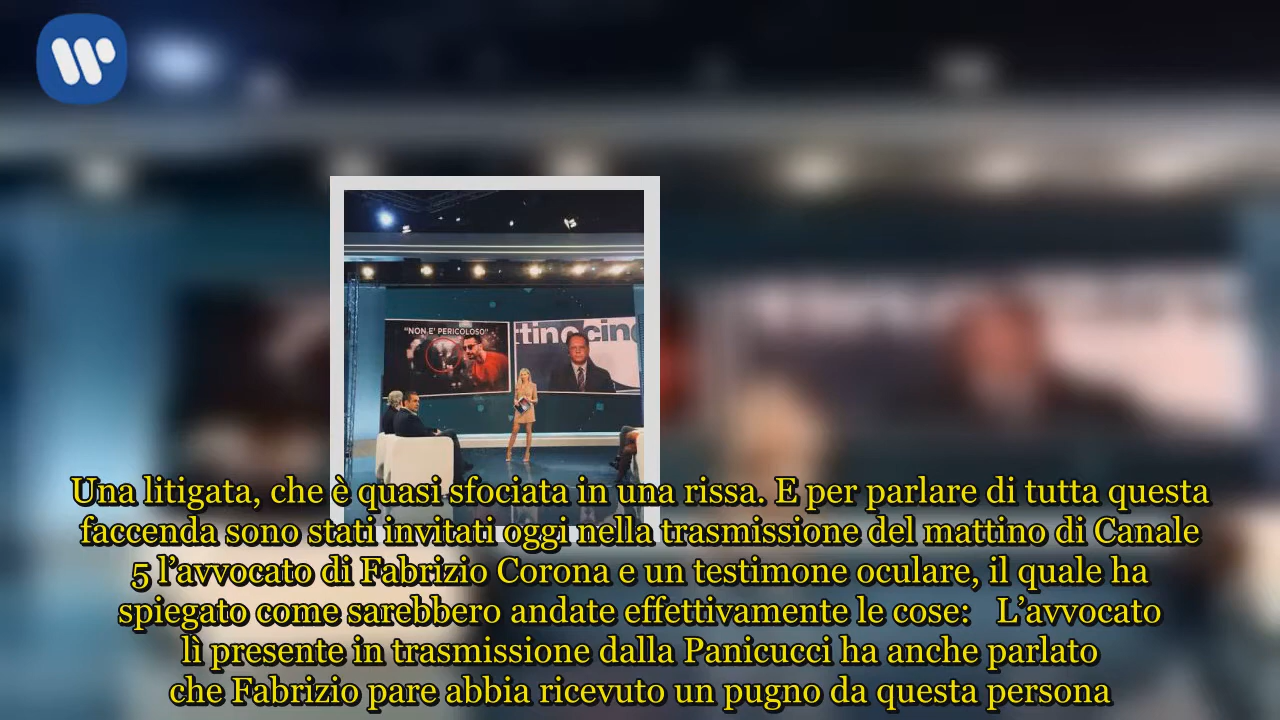 "NON E' PERICOLOSO"
ttino cin
Una litigata, che è quasi sfociata in una rissa. E per parlare di tutta questa
faccenda sono stati invitati oggi nella trasmissione del mattino di Canale
5 l’avvocato di Fabrizio Corona e un testimone oculare, il quale ha
spiegato come sarebbero andate effettivamente le cose:   L’avvocato
lì presente in trasmissione dalla Panicucci ha anche parlato
che Fabrizio pare abbia ricevuto un pugno da questa persona